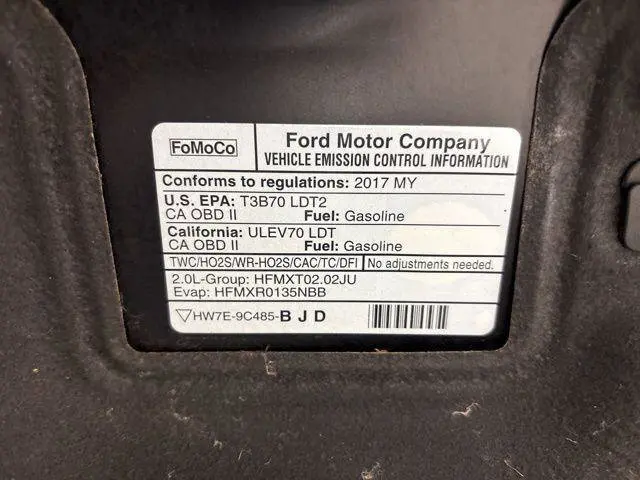 FoMoCo
Ford Motor Company
VEHICLE EMISSION CONTROL INFORMATION
Conforms to regulations: 2017 MY
U.S. EPA: T3B70 LDT2
CA OBD II Fuel: Gasoline
California: ULEV70 LDT
CA OBD II Fuel: Gasoline
TWC/HO2S/WR-HO2S/CAC/TC/DFI No adjustments needed.
2.0L-Group: HFMXT02.02JU
Evap: HFMXR0135NBB
HW7E-9C485-B J D